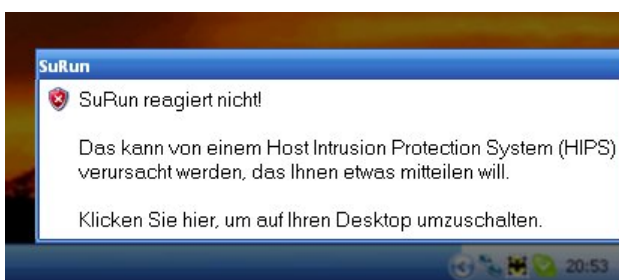 SuRun
SuRun reagiert nicht!
Das kann von einem Host Intrusion Protection System (HIPS)
verursacht werden, das Ihnen etwas mitteilen will.
Klicken Sie hier, um auf Ihren Desktop umzuschalten.
20:53